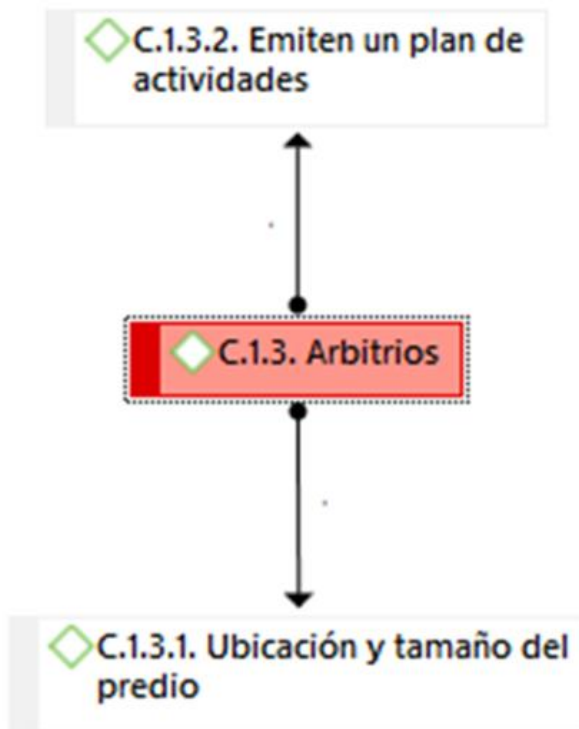 C.1.3.2. Emiten un plan de
actividades
C.1.3. Arbitrios
C.1.3.1. Ubicación y tamaño del
predio